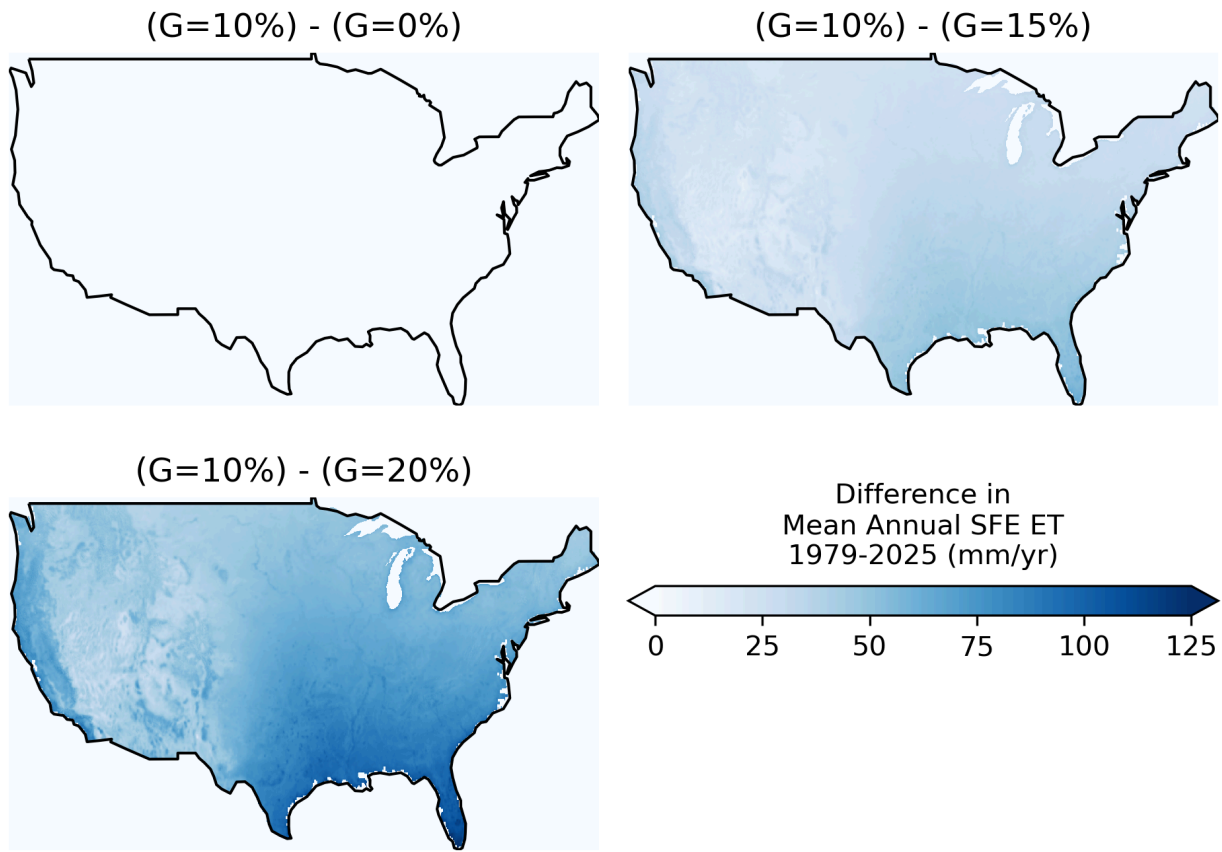 (G=10%) - (G=0%)
(G=10%) - (G=15%)
(G=10%) - (G=20%)
Difference in
Mean Annual SFE ET
1979-2025 (mm/yr)
0 25 50 75 100 125